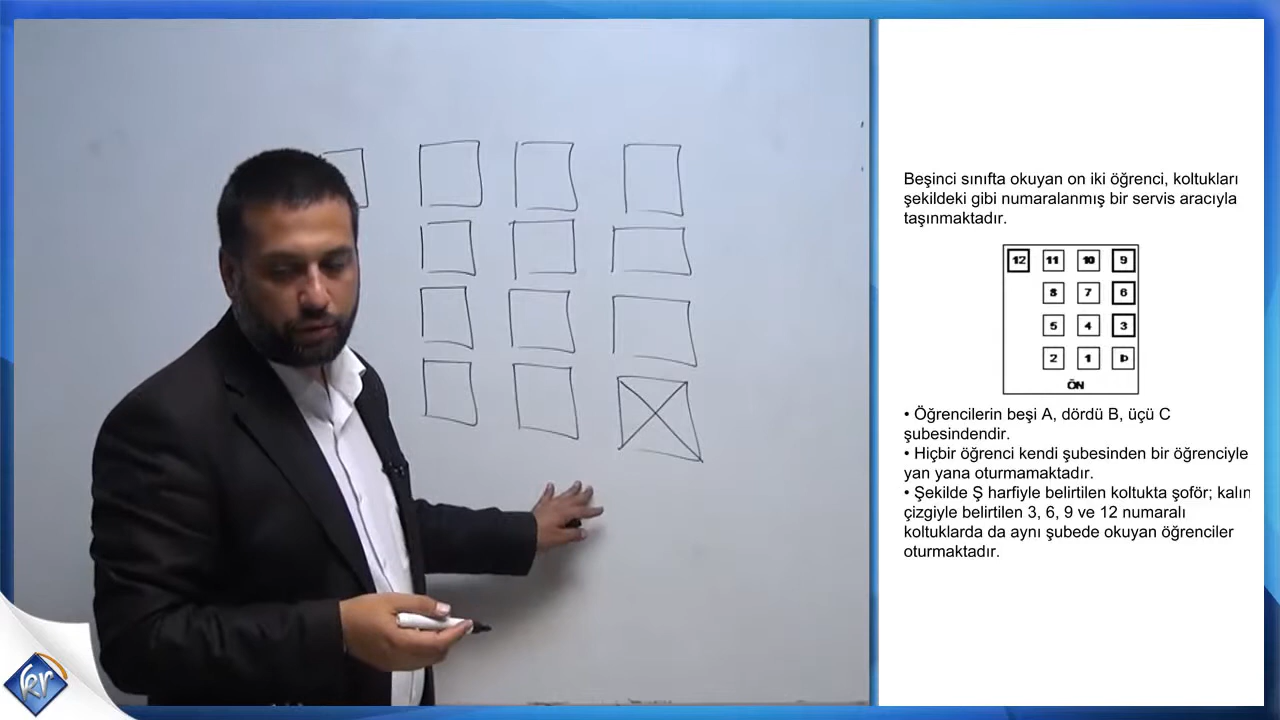 Beşinci sınıfta okuyan on iki öğrenci, koltukları
şekildeki gibi numaralanmış bir servis aracıyla
taşınmaktadır.
12 11 10 9
8 7 6
5 4 3
2 1 Þ
ÖN
• Öğrencilerin beşi A, dördü B, üçü C
şubesindendir.
• Hiçbir öğrenci kendi şubesinden bir öğrenciyle
yan yana oturmamaktadır.
• Şekilde Ş harfiyle belirtilen koltukta şoför; kalın
çizgiyle belirtilen 3, 6, 9 ve 12 numaralı
koltuklarda da aynı şubede okuyan öğrenciler
oturmaktadır.
kr